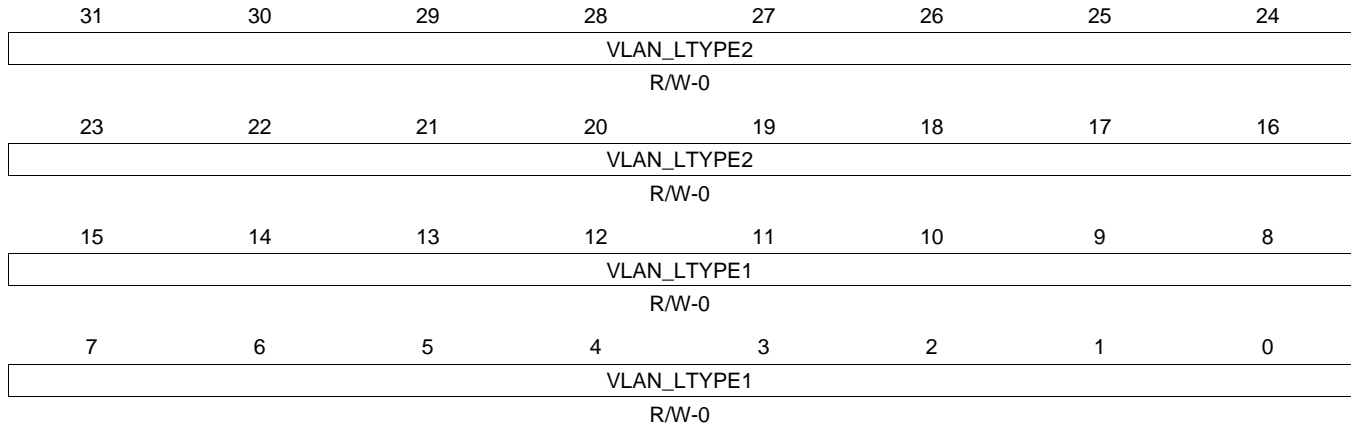 31 30 29 28 27 26 25 24
VLAN_LTYPE2
R/W-0
23 22 21 20 19 18 17 16
VLAN_LTYPE2
R/W-0
15 14 13 12 11 10 9 8
VLAN_LTYPE1
R/W-0
7 6 5 4 3 2 1 0
VLAN_LTYPE1
R/W-0